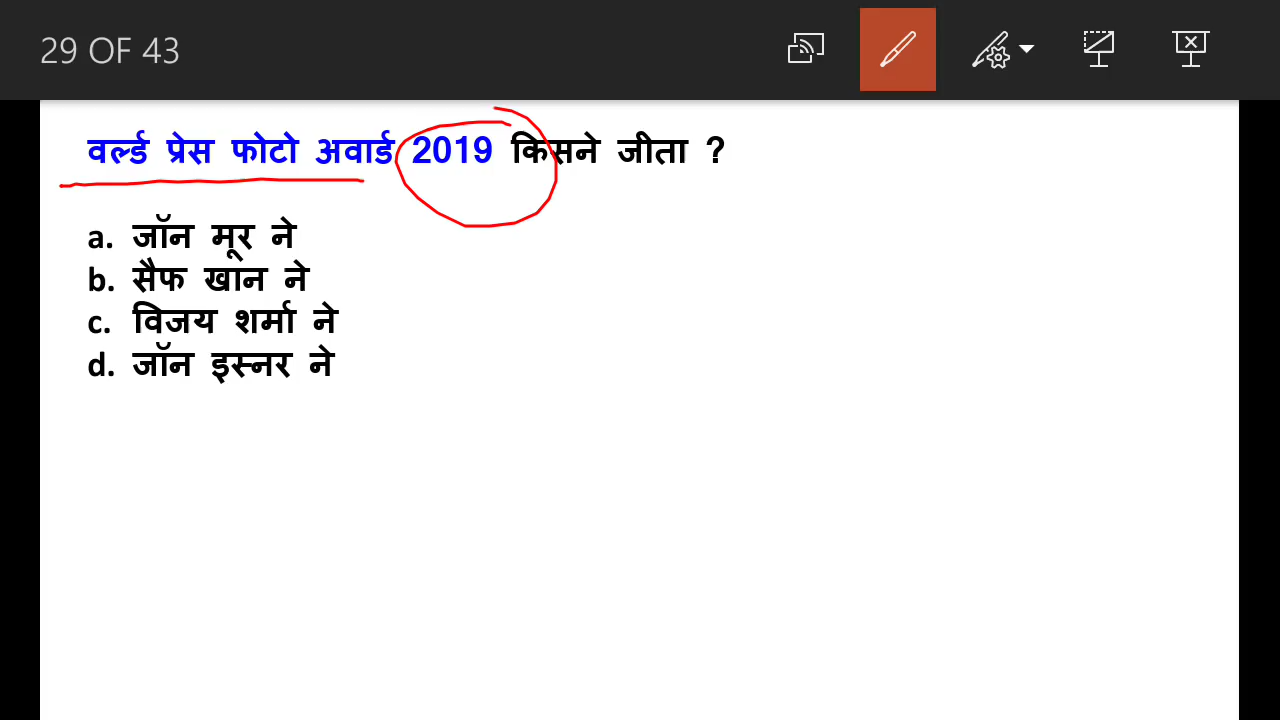 29 OF 43
वर्ल्ड प्रेस फोटो अवार्ड 2019 किसने जीता ?
a. जॉन मूर ने
b. सैफ खान ने
c. विजय शर्मा ने
d. जॉन इस्नर ने